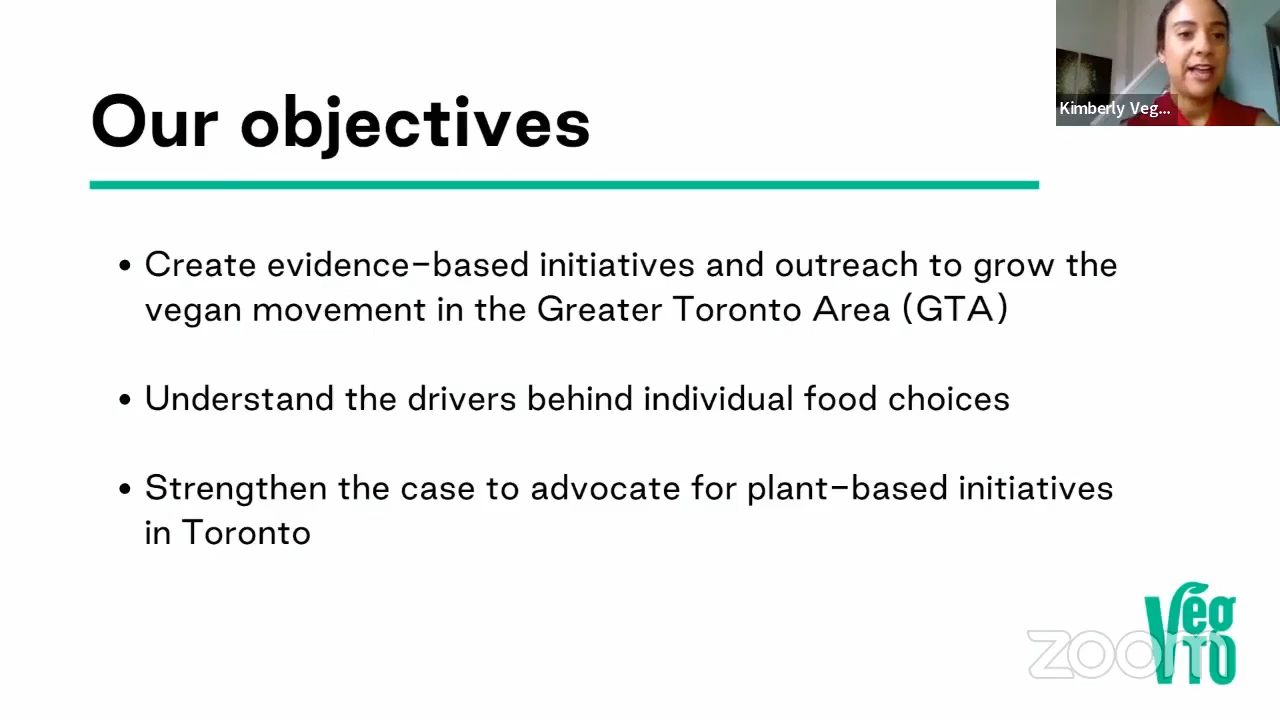 Our objectives
Kimberly Veg...
• Create evidence-based initiatives and outreach to grow the
vegan movement in the Greater Toronto Area (GTA)
• Understand the drivers behind individual food choices
• Strengthen the case to advocate for plant-based initiatives
in Toronto
Veg
TO
zoom